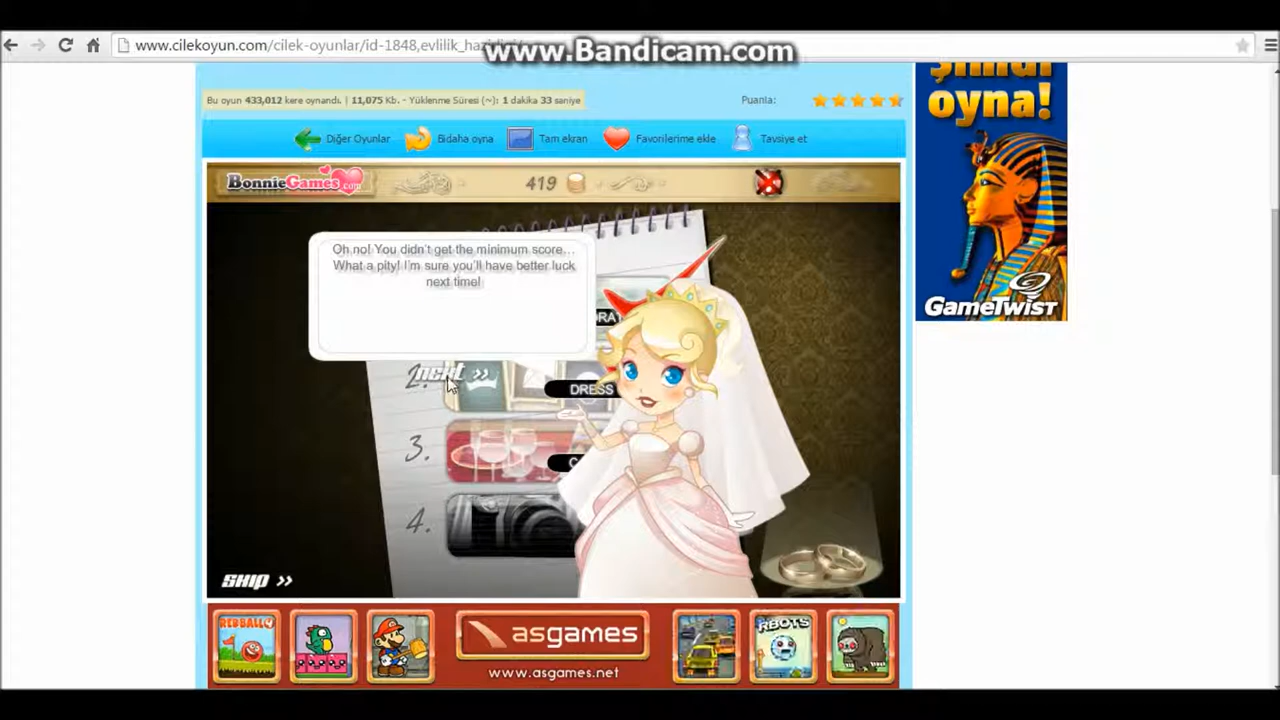 www.cilekoyun.com/cilek-oyunlar/id-1848,evlilik_ha
www.Bandicam.com
oyna!
Bu oyun 433,012 kere oynandı. | 11,075 Kb. - Yüklenme Süresi (~): 1 dakika 33 saniye
Puanla:
Diğer Oyunlar
Bidaha oyna
Tam ekran
Favorilerime ekle
Tavsiye et
BonnieGames.com
419
Oh no! You didn't get the minimum score...
What a pity! I'm sure you'll have better luck
next time!
GameTwist
2.
next >>
DRESS
3.
4.
SKIP >>
REDBALL
asgames
RBOTS
www.asgames.net